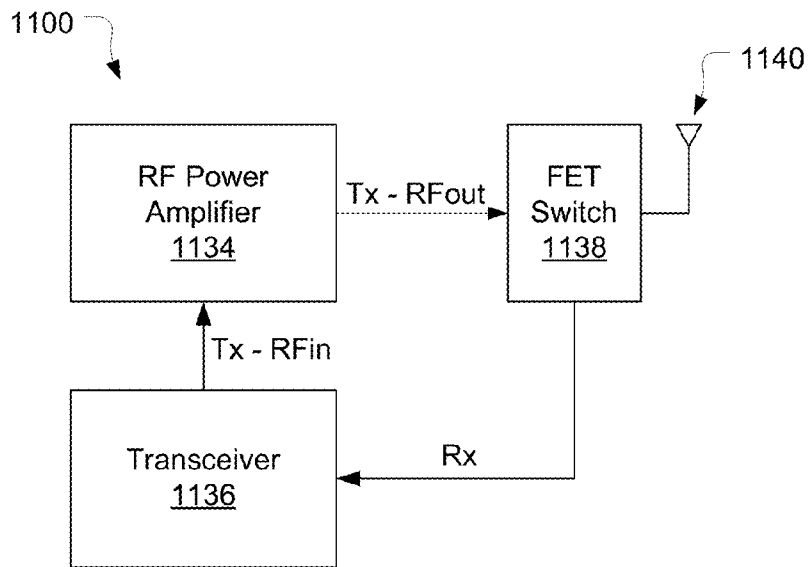 1100
1140
RF Power
Amplifier
1134
Tx - RFout
FET
Switch
1138
Tx - RFin
Transceiver
1136
Rx